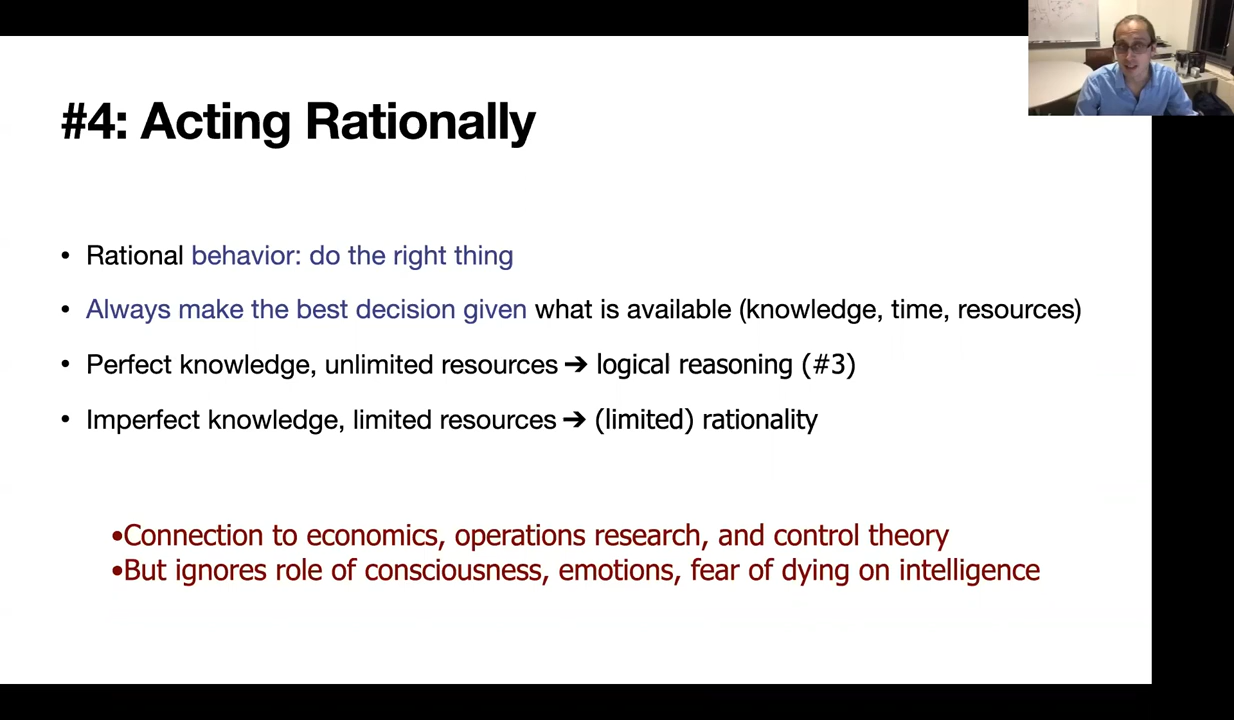 #4: Acting Rationally
• Rational behavior: do the right thing
• Always make the best decision given what is available (knowledge, time, resources)
• Perfect knowledge, unlimited resources ➔ logical reasoning (#3)
• Imperfect knowledge, limited resources ➔ (limited) rationality
•Connection to economics, operations research, and control theory
•But ignores role of consciousness, emotions, fear of dying on intelligence